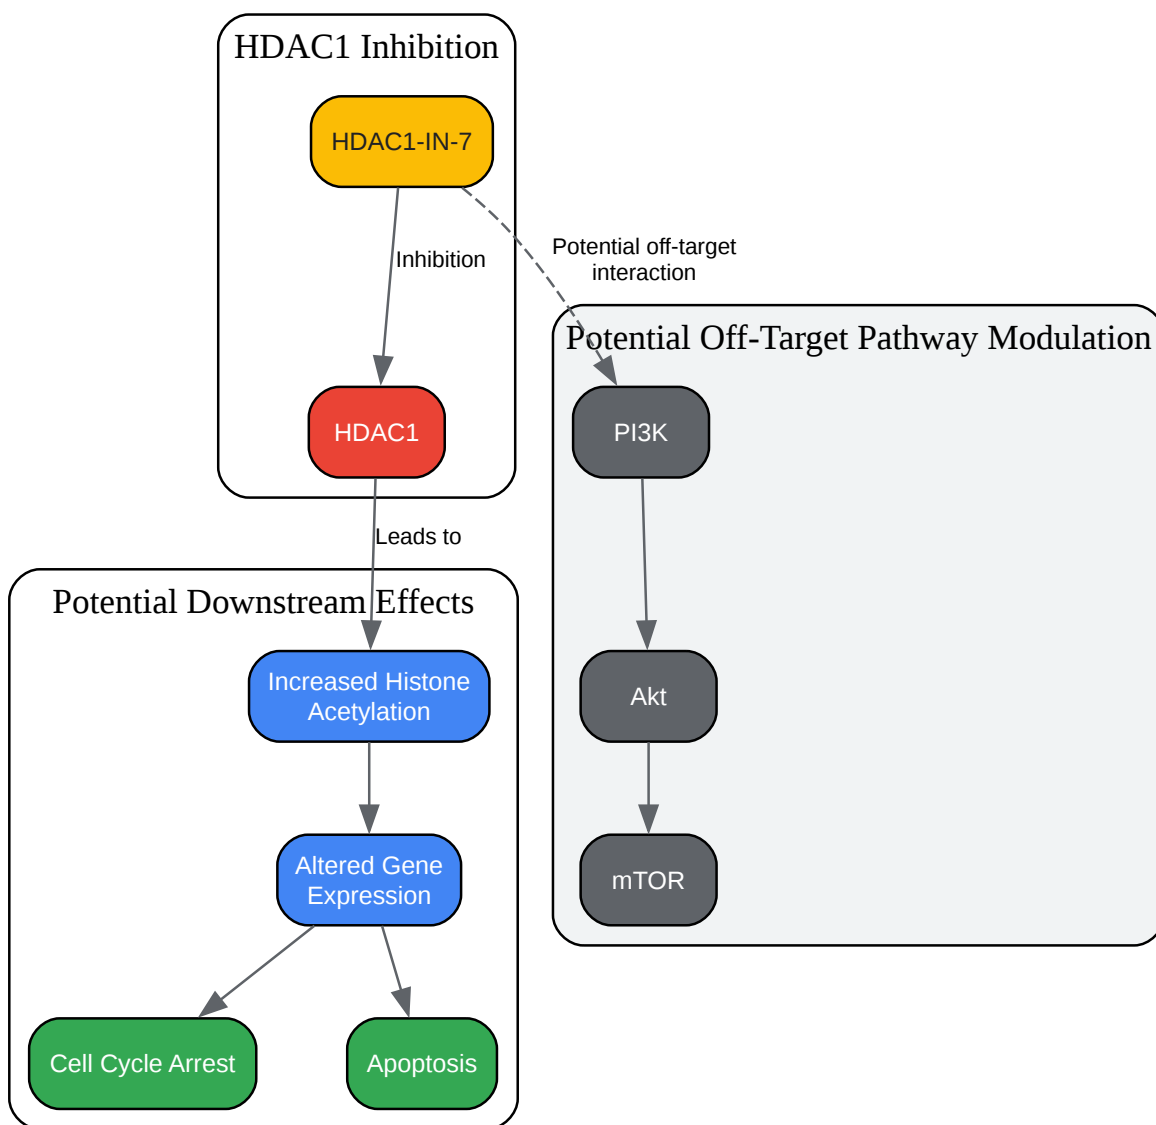 HDAC1 Inhibition
HDAC1-IN-7
Inhibition
Potential off-target
interaction
Potential Off-Target Pathway Modulation
HDAC1
PI3K
Leads to
Potential Downstream Effects
Increased Histone
Acetylation
Akt
Altered Gene
Expression
mTOR
Cell Cycle Arrest
Apoptosis